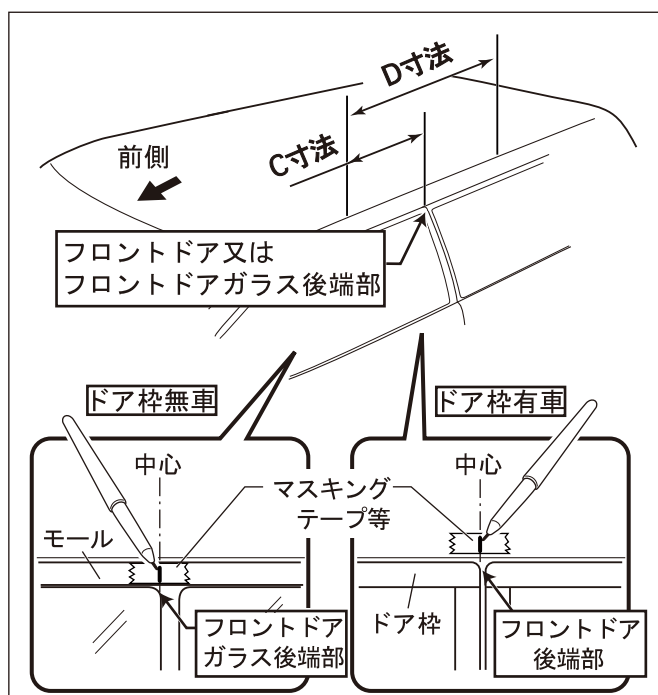 D寸法
C寸法
前側
フロントドア又は
フロントドアガラス後端部
ドア枠無車
ドア枠有車
中心
マスキング
テープ等
モール
フロントドア
ガラス後端部
中心
ドア枠
フロントドア
後端部